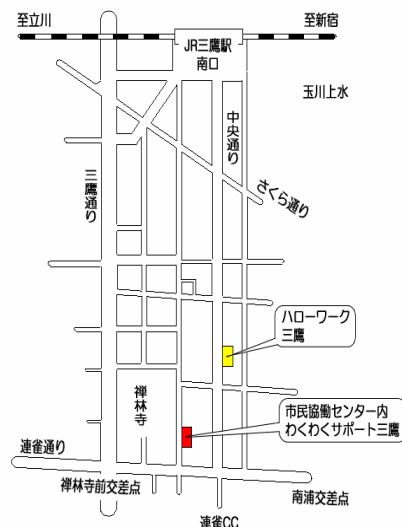 至立川
至新宿
JR三鷹駅
南口
玉川上水
中央通り
三鷹通り
さくら通り
ハローワーク
三鷹
禅林寺
市民協働センター内
わくわくサポート三鷹
連雀通り
禅林寺前交差点
南浦交差点
連雀CC